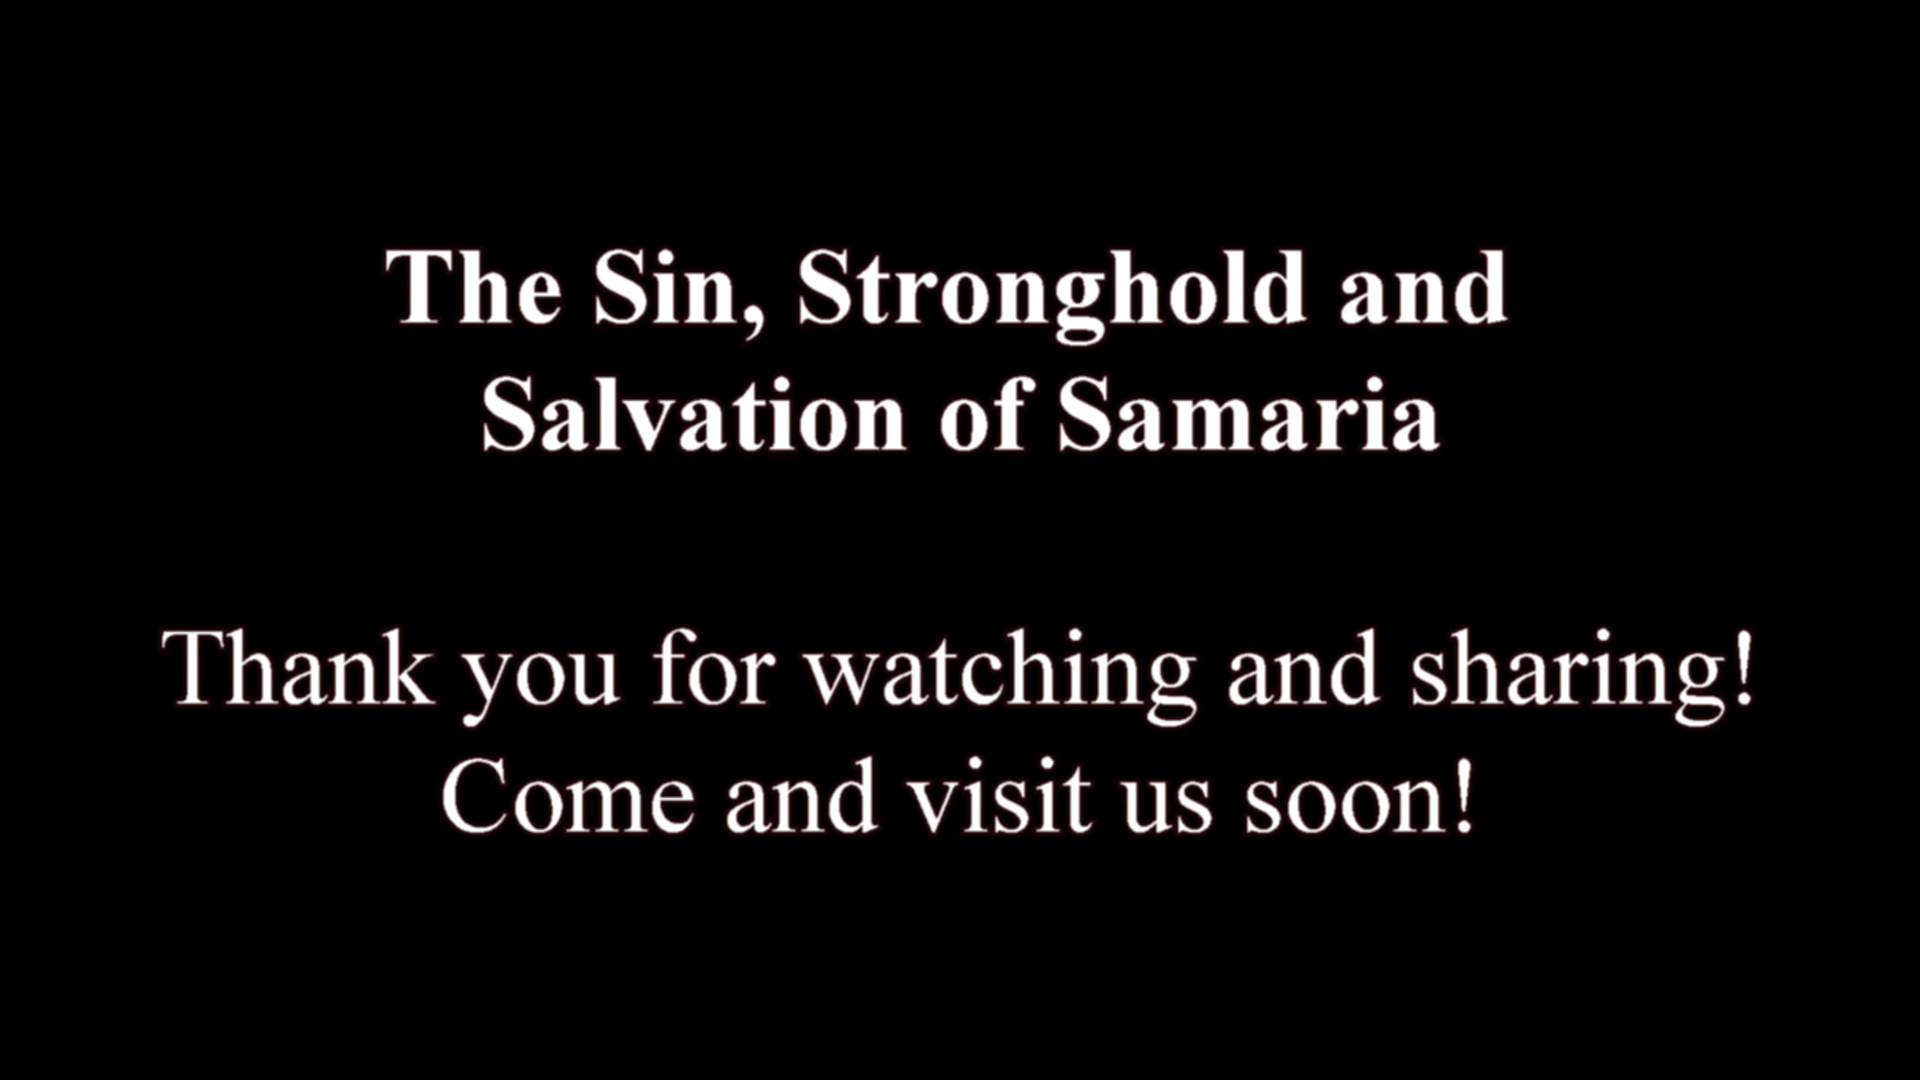 The Sin, Stronghold and
Salvation of Samaria
Thank you for watching and sharing!
Come and visit us soon!